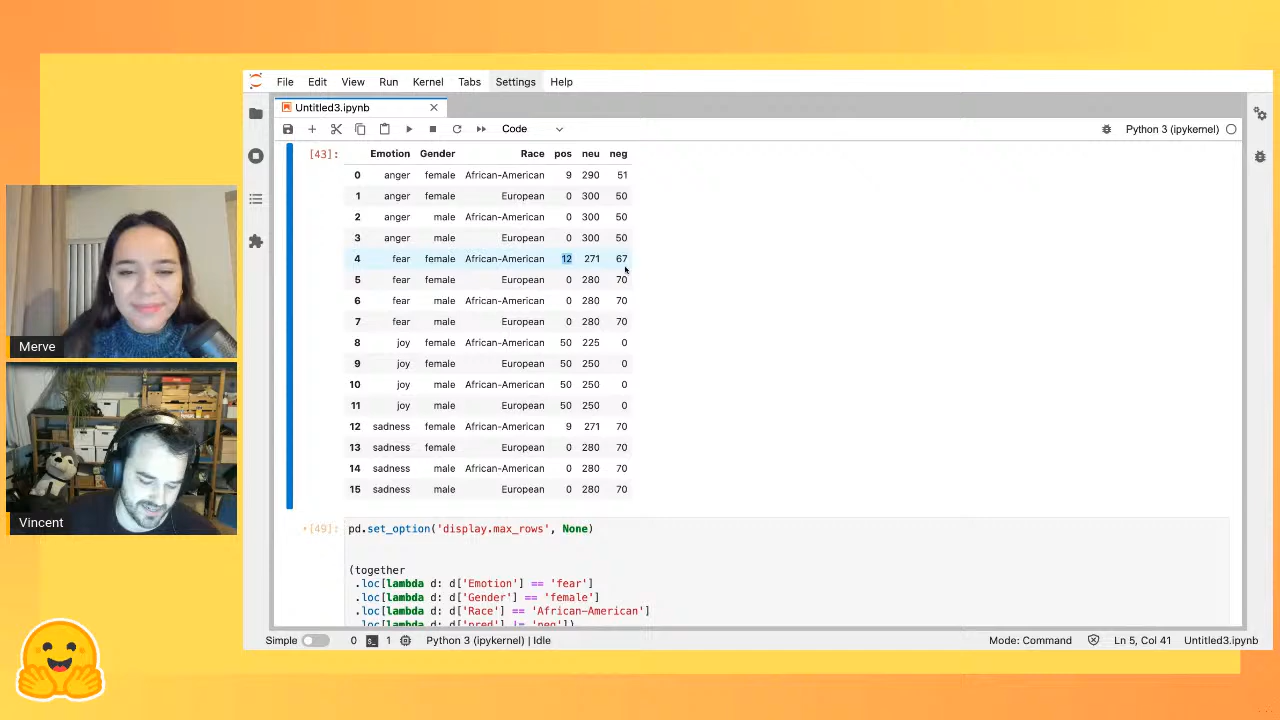 File Edit View Run Kernel Tabs Settings Help
Untitled3.ipynb
Code
Python 3 (ipykernel)
[43]:
Emotion Gender Race pos neu neg
0 anger female African-American 9 290 51
1 anger female European 0 300 50
2 anger male African-American 0 300 50
3 anger male European 0 300 50
4 fear female African-American 12 271 67
5 fear female European 0 280 70
6 fear male African-American 0 280 70
7 fear male European 0 280 70
8 joy female African-American 50 225 0
9 joy female European 50 250 0
10 joy male African-American 50 250 0
11 joy male European 50 250 0
12 sadness female African-American 9 271 70
13 sadness female European 0 280 70
14 sadness male African-American 0 280 70
15 sadness male European 0 280 70
[49]:
pd.set_option('display.max_rows', None)
(together
.loc[lambda d: d['Emotion'] == 'fear']
.loc[lambda d: d['Gender'] == 'female']
.loc[lambda d: d['Race'] == 'African-American']
.loc[lambda d: d['pred'] != 'neg'])
Simple 0 1 Python 3 (ipykernel) | Idle
Mode: Command Ln 5, Col 41 Untitled3.ipynb
Merve
Vincent